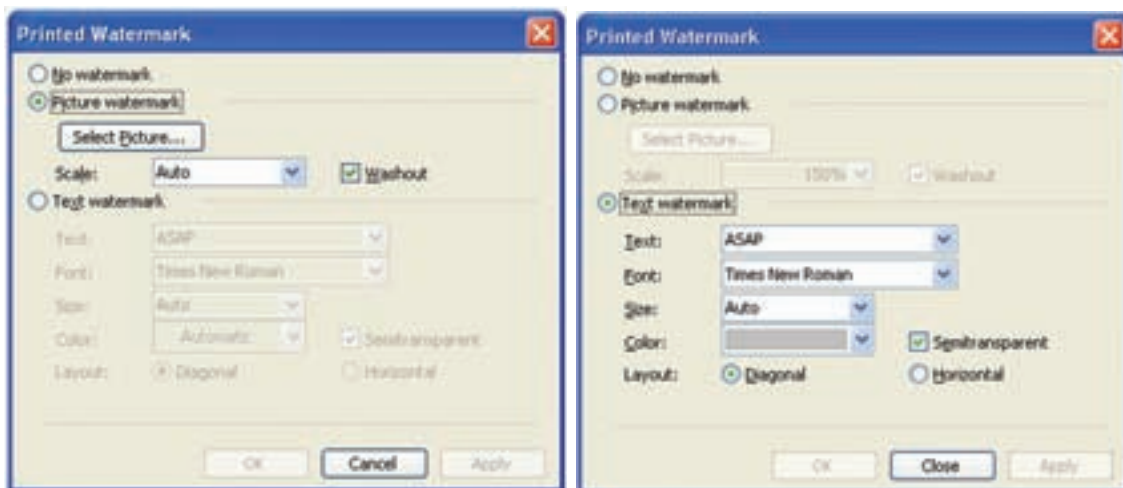 Printed Watermark
No watermark
Picture watermark
Select Picture...
Scale: Auto Washout
Text watermark
Text: ASAP
Font: Times New Roman
Size: Auto
Color: Automatic Semitransparent
Layout: Diagonal Horizontal
OK Cancel Apply
Printed Watermark
No watermark
Picture watermark
Select Picture...
Scale: 150% Washout
Text watermark
Text: ASAP
Font: Times New Roman
Size: Auto
Color: Semitransparent
Layout: Diagonal Horizontal
OK Close Apply